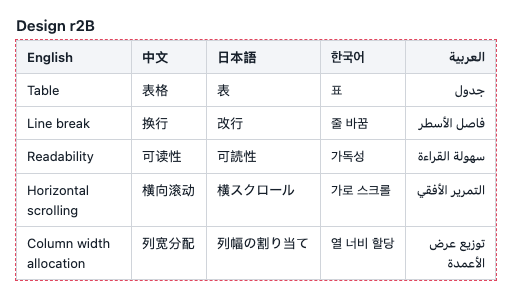 Design r2B
English 中文 日本語 한국어 العربية
Table 表格 表 표 جدول
Line break 换行 改行 줄 바꿈 فاصل الأسطر
Readability 可读性 可読性 가독성 سهولة القراءة
Horizontal scrolling 横向滚动 横スクロール 가로 스크롤 التمرير الأفقي
Column width allocation 列宽分配 列幅の割り当て 열 너비 할당 توزيع عرض الأعمدة